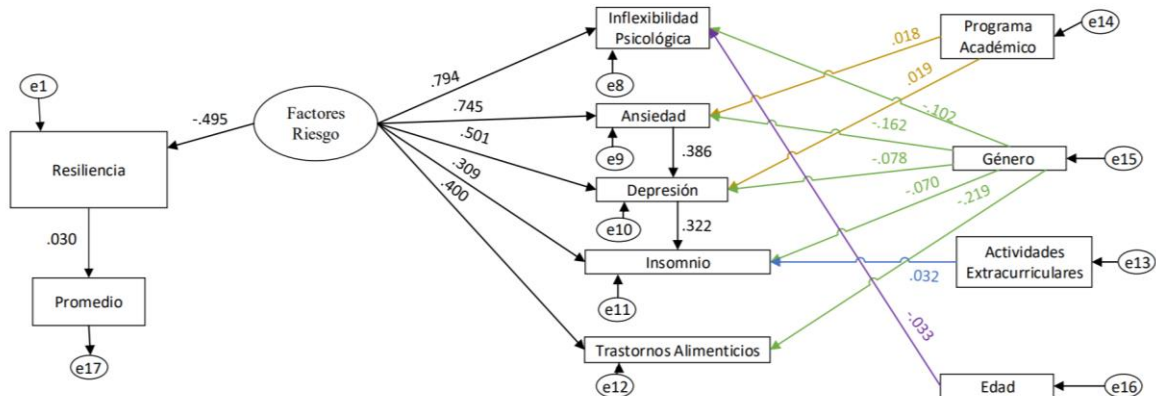 Inflexibilidad
Psicológica
e8
Programa
Académico
e14
.018
.019
e1
.794
-.495
Factores
Riesgo
.745
.501
.309
.400
Resiliencia
Ansiedad
e9
.386
-.102
-.162
-.078
-.070
-.219
Género
e15
Depresión
e10
.322
.030
Insomnio
e11
.032
Actividades
Extracurriculares
e13
Promedio
e17
-.033
Trastornos Alimenticios
e12
Edad
e16